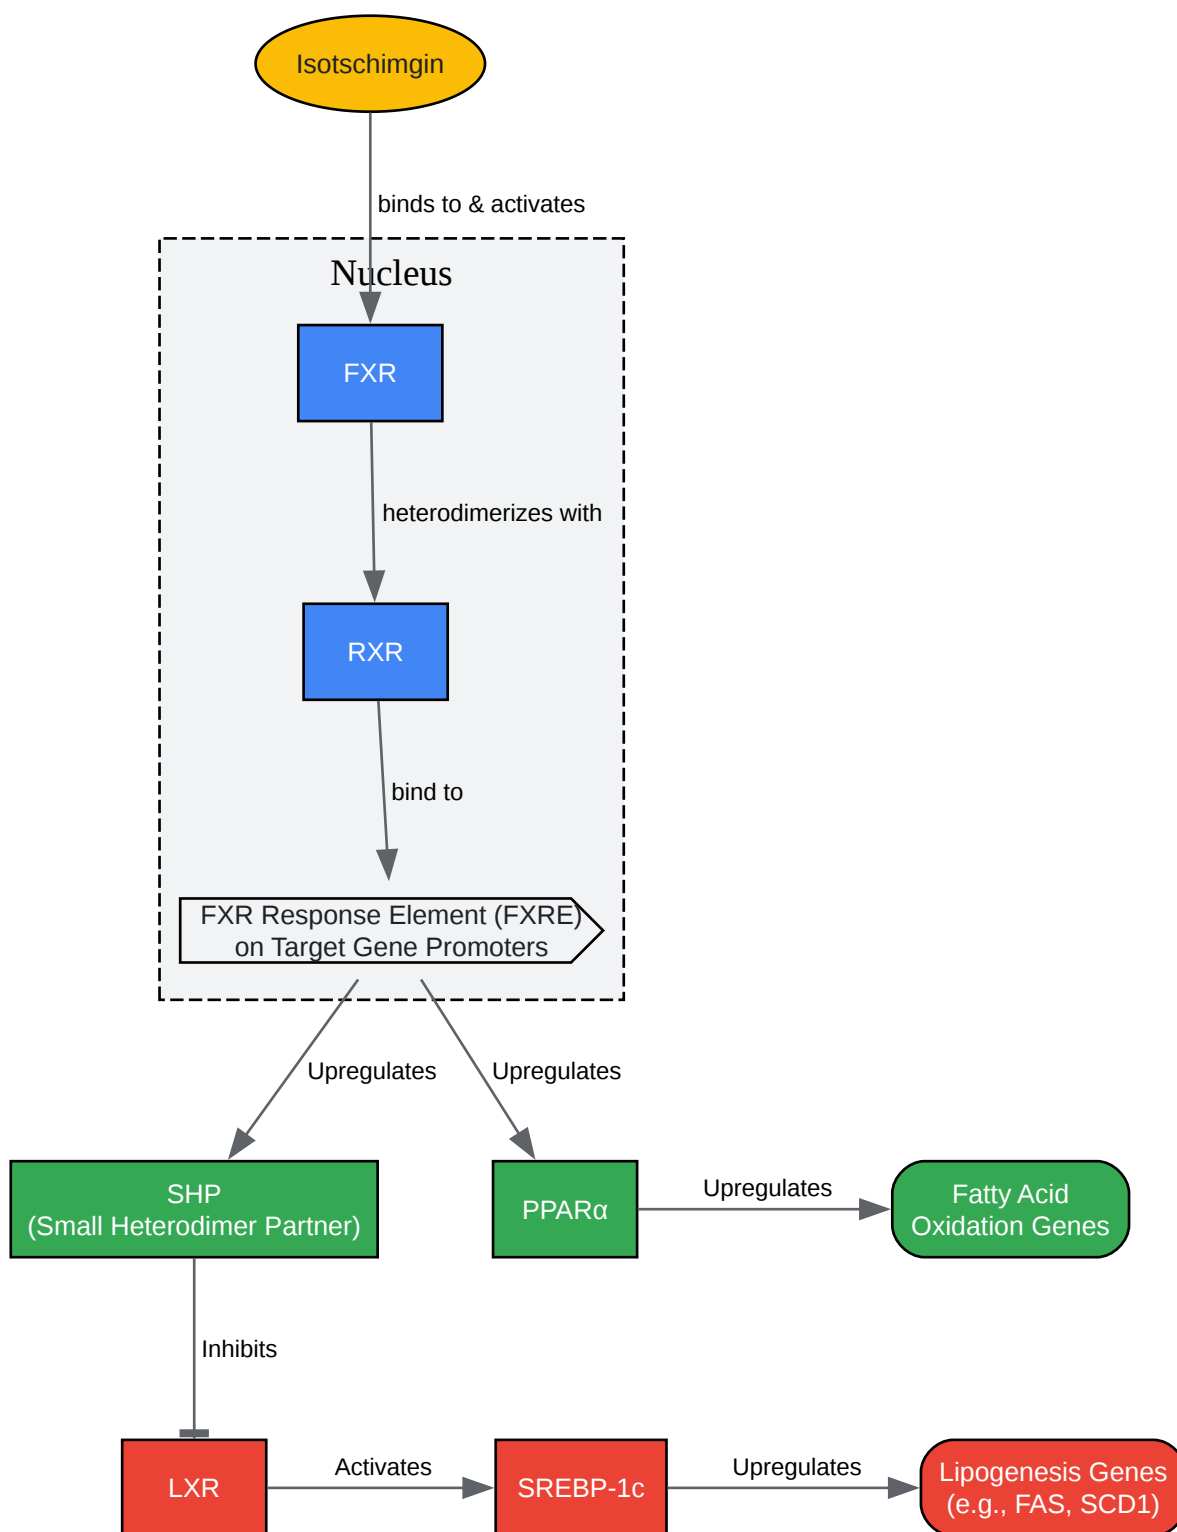 Isotschimgin
binds to & activates
Nucleus
FXR
heterodimerizes with
RXR
bind to
FXR Response Element (FXRE)
on Target Gene Promoters
Upregulates
Upregulates
SHP
(Small Heterodimer Partner)
PPARα
Upregulates
Fatty Acid
Oxidation Genes
Inhibits
LXR
Activates
SREBP-1c
Upregulates
Lipogenesis Genes
(e.g., FAS, SCD1)